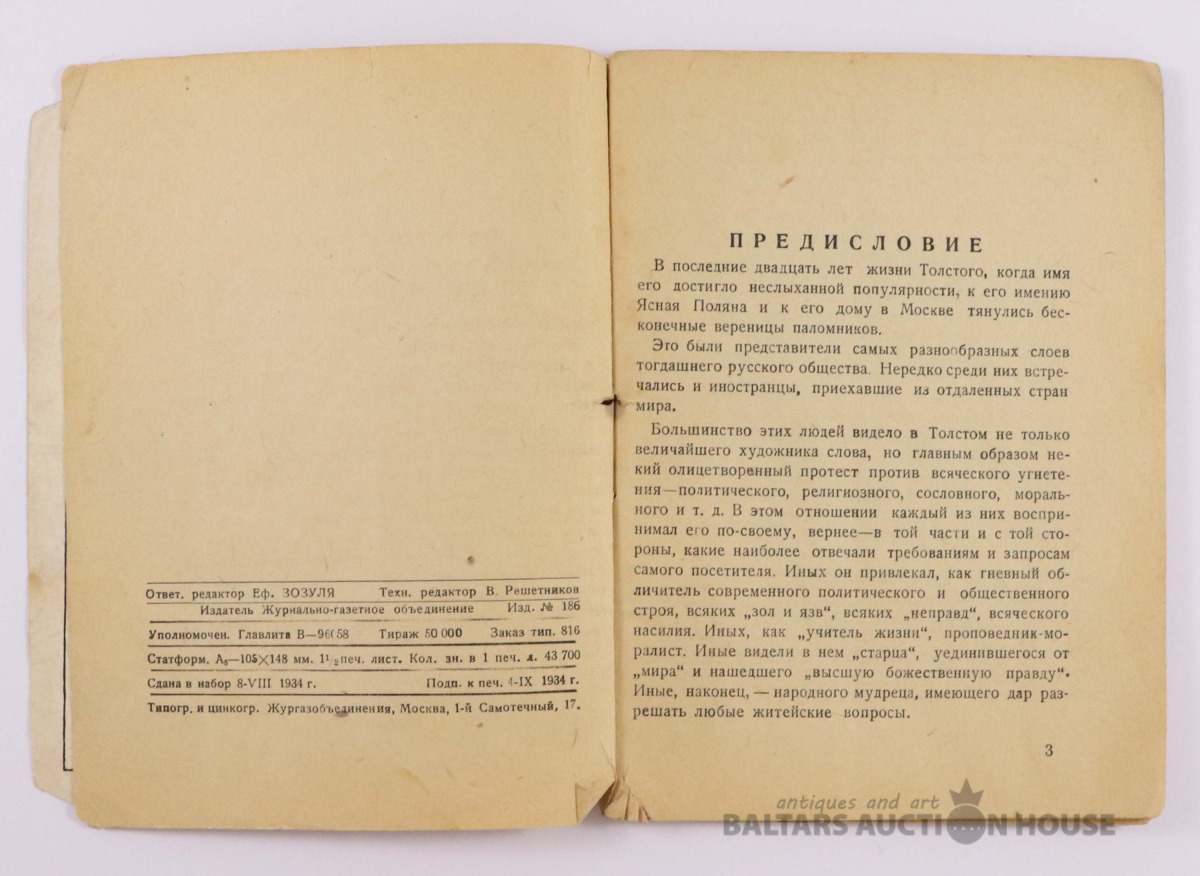 Ответ. редактор Еф. ЗОЗУЛЯ Техн. редактор В. Решетников
Издатель Журнально-газетное объединение Изд. № 186
Уполномочен. Главлита В—96058 Тираж 50 000 Заказ тип. 816
Статформ. А₅—105×148 мм. 1¹/₂ печ. лист. Кол. зн. в 1 печ. л. 43 700
Сдана в набор 8-VIII 1934 г. Подп. к печ. 4-IX 1934 г.
Типогр. и цинкогр. Жургазобъединения, Москва, 1-й Самотечный, 17.
ПРЕДИСЛОВИЕ
В последние двадцать лет жизни Толстого, когда имя
его достигло неслыханной популярности, к его имению
Ясная Поляна и к его дому в Москве тянулись бес-
конечные вереницы паломников.
Это были представители самых разнообразных слоев
тогдашнего русского общества. Нередко среди них встре-
чались и иностранцы, приехавшие из отдаленных стран
мира.
Большинство этих людей видело в Толстом не только
величайшего художника слова, но главным образом не-
кий олицетворенный протест против всяческого угнете-
ния—политического, религиозного, сословного, мораль-
ного и т. д. В этом отношении каждый из них воспри-
нимал его по-своему, вернее—в той части и с той сто-
роны, какие наиболее отвечали требованиям и запросам
самого посетителя. Иных он привлекал, как гневный об-
личитель современного политического и общественного
строя, всяких „зол и язв“, всяких „неправд“, всяческого
насилия. Иных, как „учитель жизни“, проповедник-мо-
ралист. Иные видели в нем „старца“, уединившегося от
„мира“ и нашедшего „высшую божественную правду“.
Иные, наконец, — народного мудреца, имеющего дар раз-
решать любые житейские вопросы.
3
antiques and art
BALTARS AUCTION HOUSE